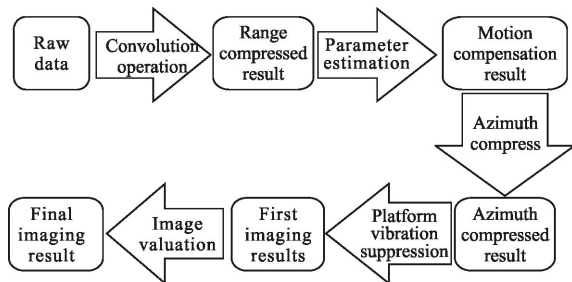 Raw
data
Convolution
operation
Range
compressed
result
Parameter
estimation
Motion
compensation
result
Azimuth
compress
Azimuth
compressed
result
Platform
vibration
suppression
First
imaging
results
Image
valuation
Final
imaging
result